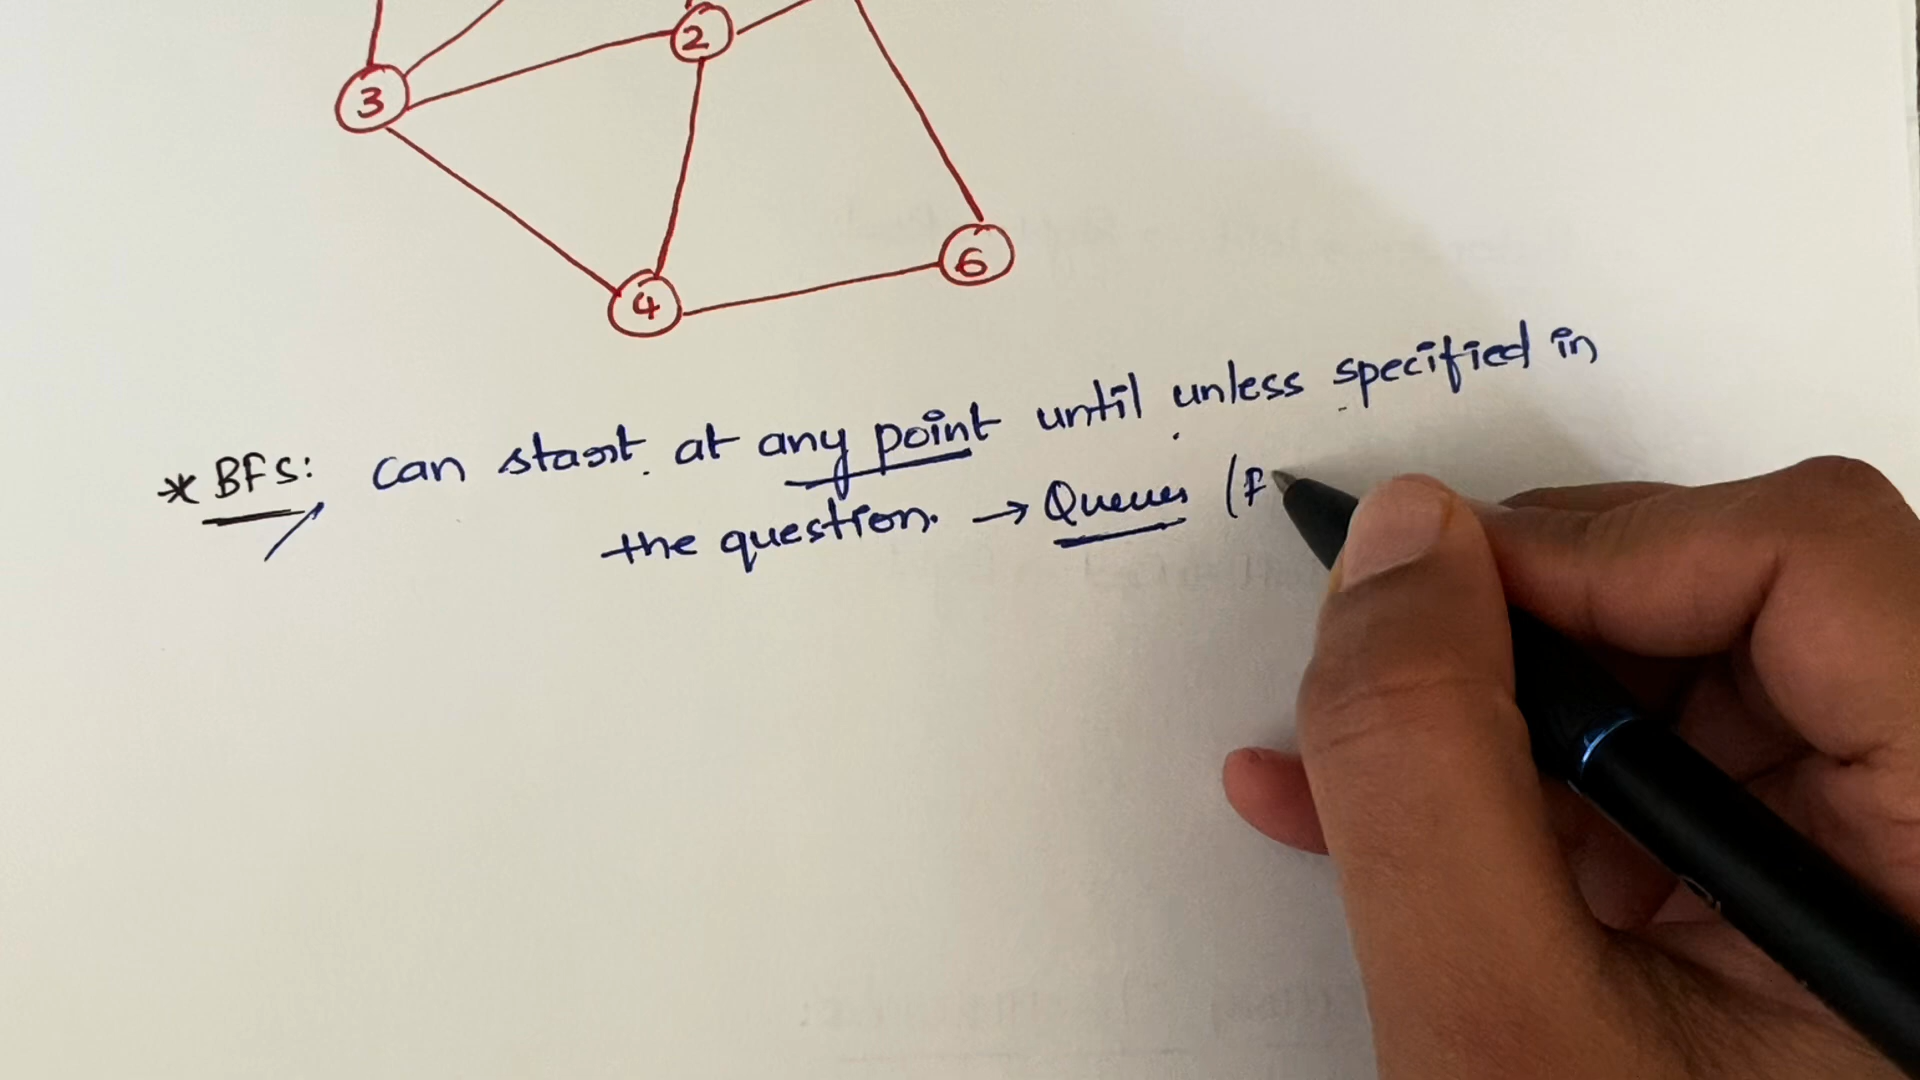 2
3
6
4
* BFS: can start at any point until unless specified in
the question. → Queues (F